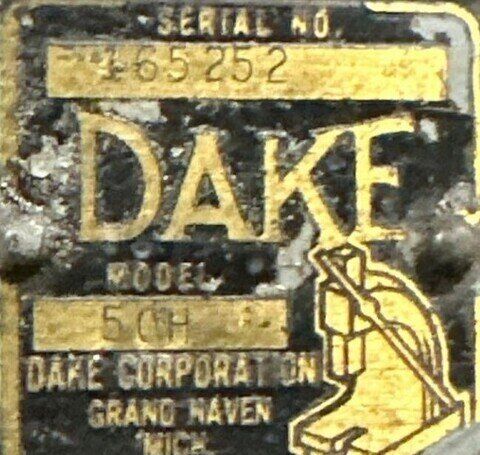 SERIAL NO.
165252
DAKE
MODEL
50H
DAKE CORPORATION
GRAND HAVEN
MICH.